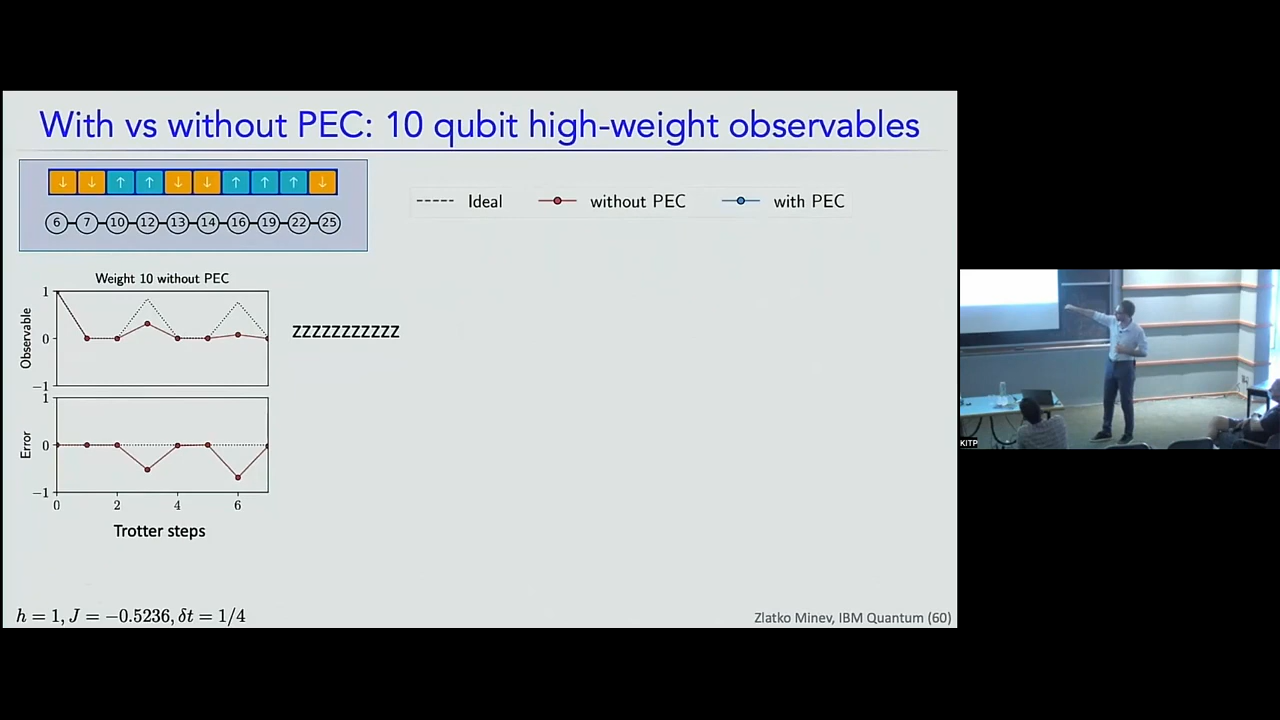 With vs without PEC: 10 qubit high-weight observables
↓ ↓ ↑ ↑ ↓ ↓ ↑ ↑ ↑ ↓
6 7 10 12 13 14 16 19 22 25
Ideal without PEC with PEC
Weight 10 without PEC
Observable
1
0
−1
ZZZZZZZZZZZ
Error
1
0
−1
0 2 4 6
Trotter steps
h = 1, J = −0.5236, δt = 1/4
Zlatko Minev, IBM Quantum (60)
KITP